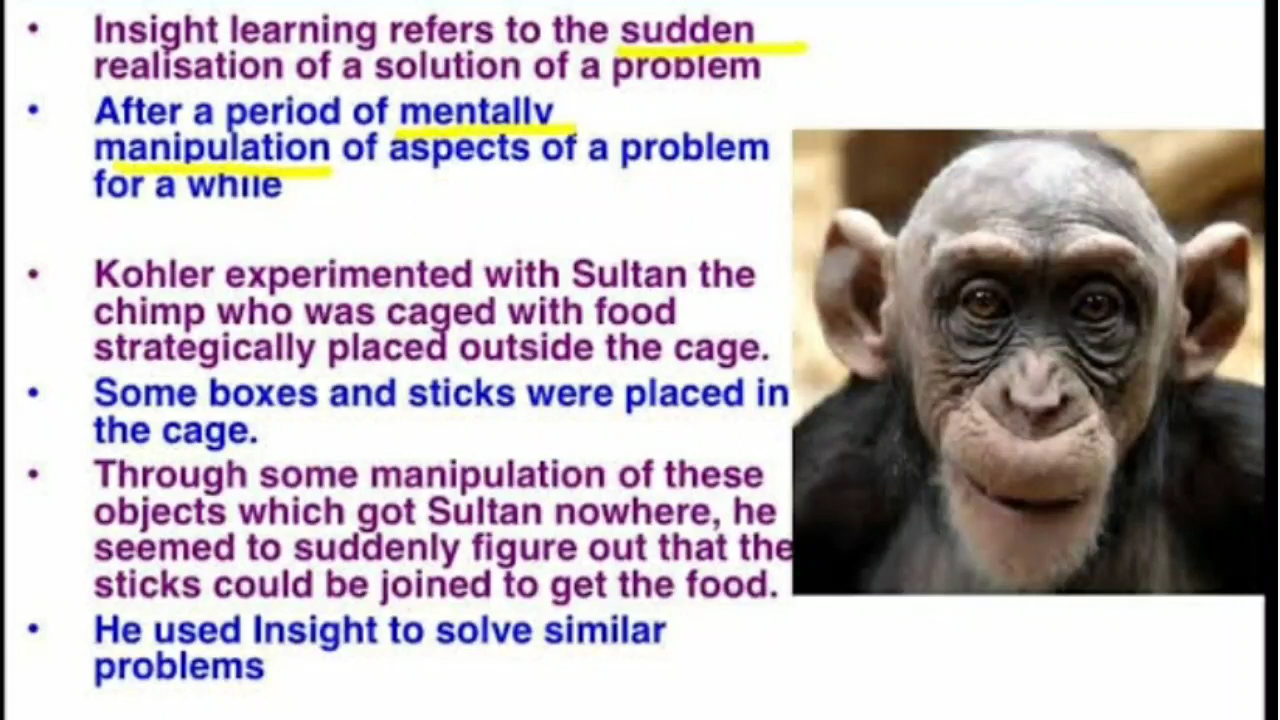 • Insight learning refers to the sudden
realisation of a solution of a problem
• After a period of mentally
manipulation of aspects of a problem
for a while
• Kohler experimented with Sultan the
chimp who was caged with food
strategically placed outside the cage.
• Some boxes and sticks were placed in
the cage.
• Through some manipulation of these
objects which got Sultan nowhere, he
seemed to suddenly figure out that the
sticks could be joined to get the food.
• He used Insight to solve similar
problems